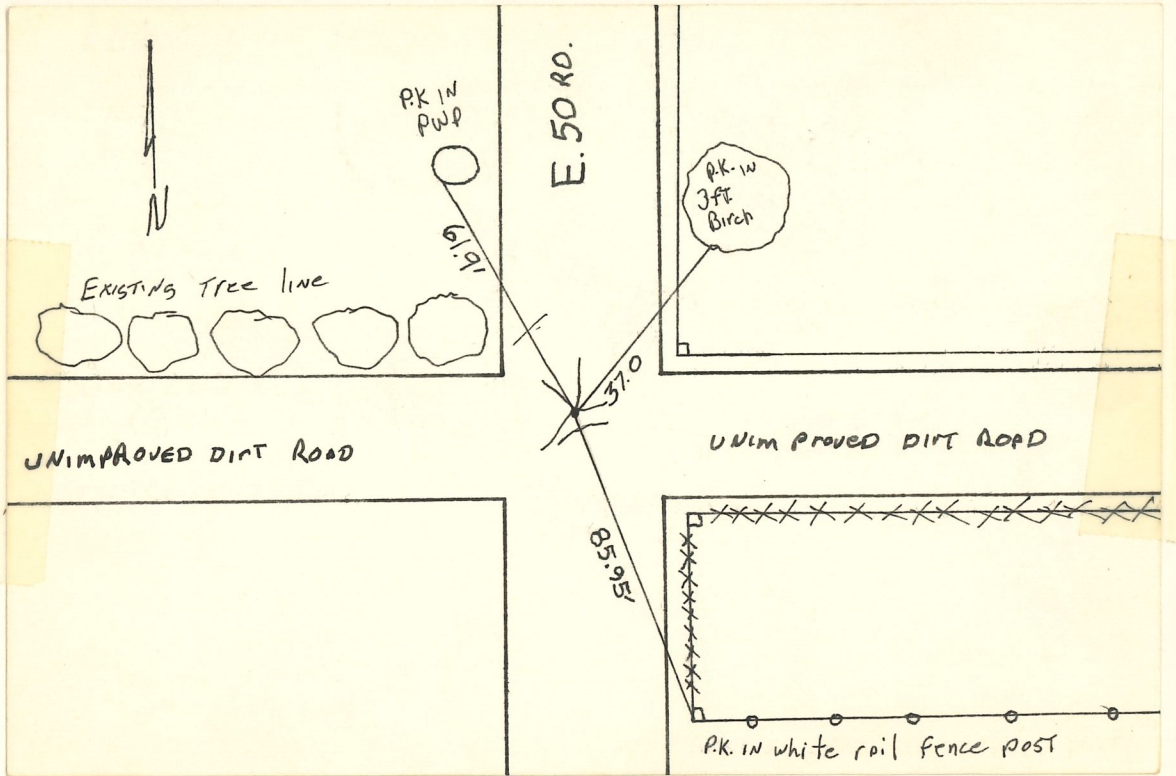 P.K IN
PWP
E. 50 RD.
P.K-IN
3ft.
Birch
N
61.9'
Existing Tree line
37.0
UNIMPROVED DIRT ROAD
UNIMPROVED DIRT ROAD
85.95'
P.K. IN white rail fence post